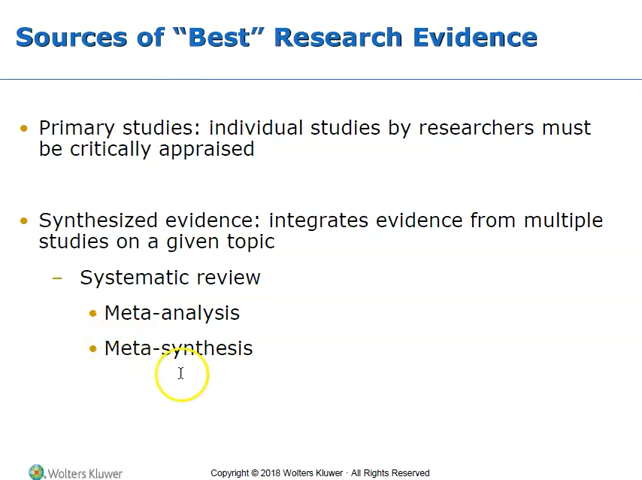 Sources of “Best” Research Evidence
• Primary studies: individual studies by researchers must
be critically appraised
• Synthesized evidence: integrates evidence from multiple
studies on a given topic
– Systematic review
• Meta-analysis
• Meta-synthesis
Wolters Kluwer
Copyright © 2018 Wolters Kluwer · All Rights Reserved